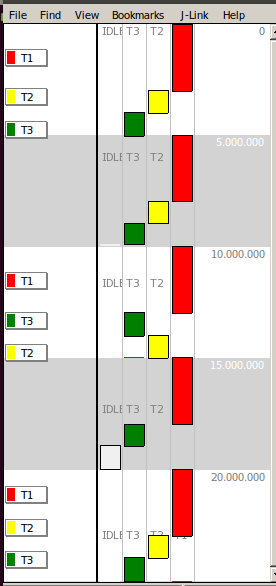 File Find View Bookmarks J-Link Help
IDLE T3 T2 0
T1
T2
T3
5.000.000
IDLE T3 T2
10.000.000
T1
IDLE T3 T2
T3
T2
15.000.000
IDLE T3 T2
20.000.000
T1
T2
IDLE T3 T2
T3